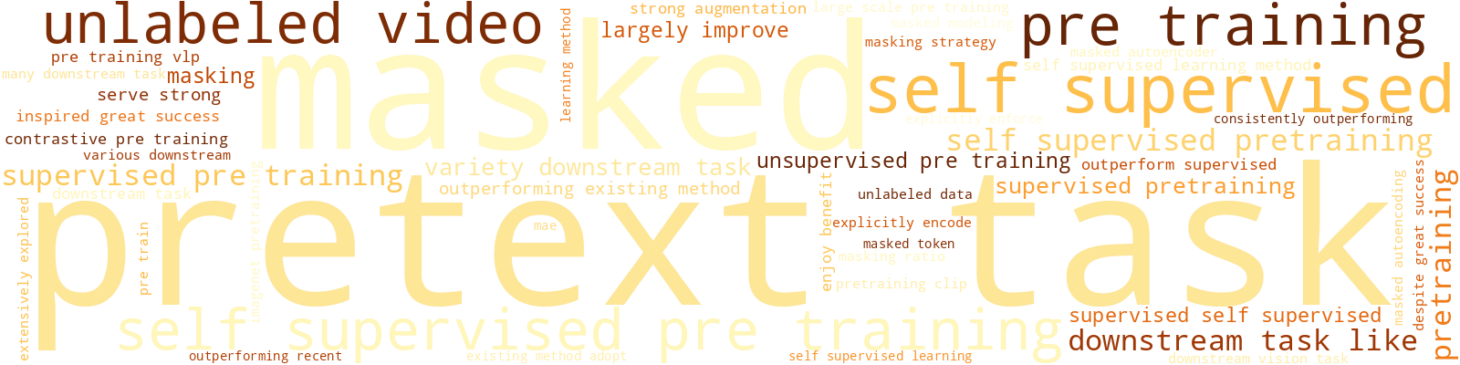 unlabeled video
strong augmentation
large scale pre training
pre training
largely improve
masked modeling
masking strategy
masked autoencoder
pre training vlp
many downstream task
masking
masked
learning method
self supervised learning method
self supervised
serve strong
inspired great success
explicitly enforce
consistently outperforming
contrastive pre training
self supervised pretraining
various downstream
variety downstream task
unsupervised pre training
outperform supervised
supervised pre training
outperforming existing method
unlabeled data
supervised pretraining
downstream task
imagenet pretraining
enjoy benefit
explicitly encode
mae
masked token
masking ratio
pretraining clip
pretext task
extensively explored
pre train
masked autoencoding
despite great success
pretraining
self supervised pre training
supervised self supervised
downstream task like
outperforming recent
existing method adopt
self supervised learning
downstream vision task